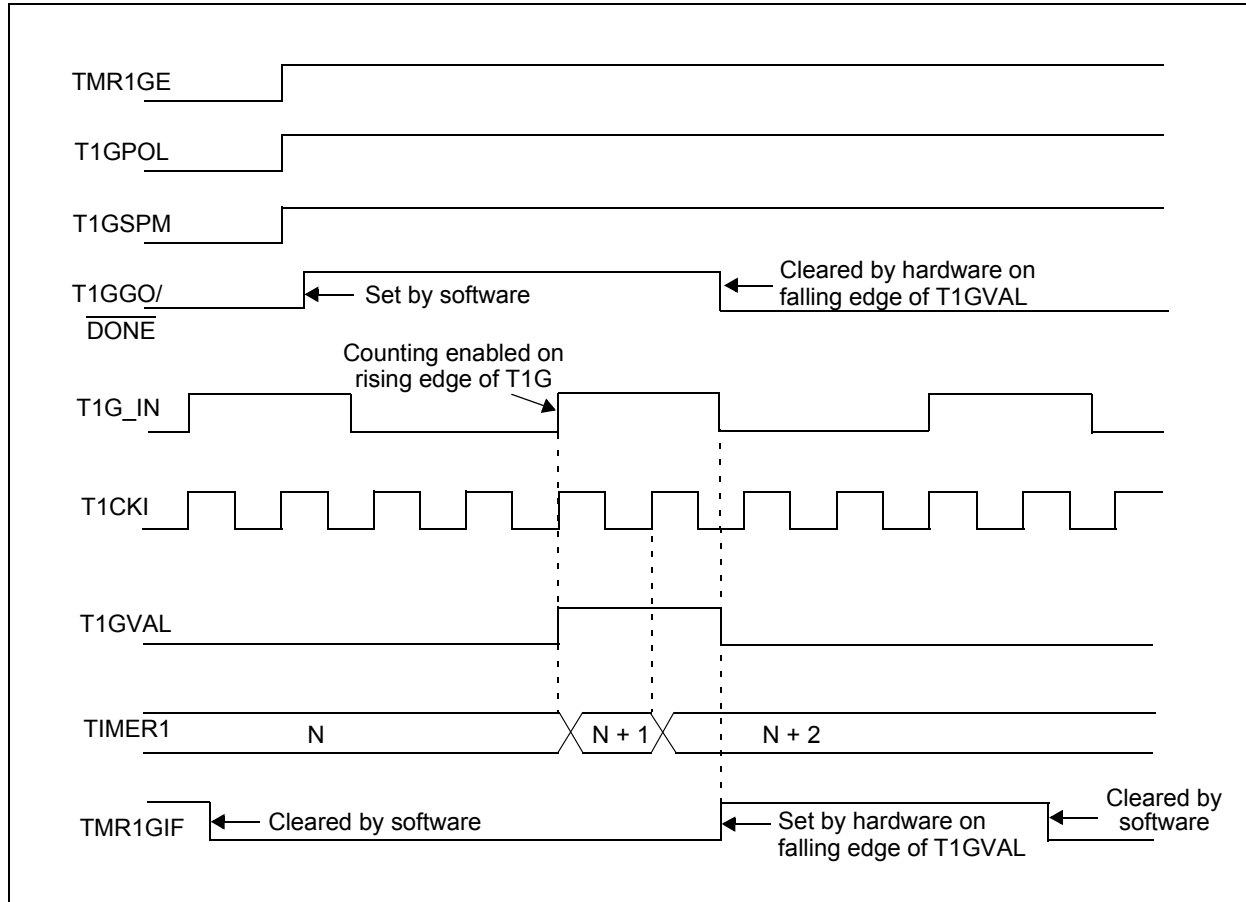 TMR1GE
T1GPOL
T1GSPM
T1GGO/
DONE
Set by software
Cleared by hardware on
falling edge of T1GVAL
Counting enabled on
rising edge of T1G
T1G_IN
T1CKI
T1GVAL
TIMER1
N
N + 1
N + 2
TMR1GIF
Cleared by software
Set by hardware on
falling edge of T1GVAL
Cleared by
software